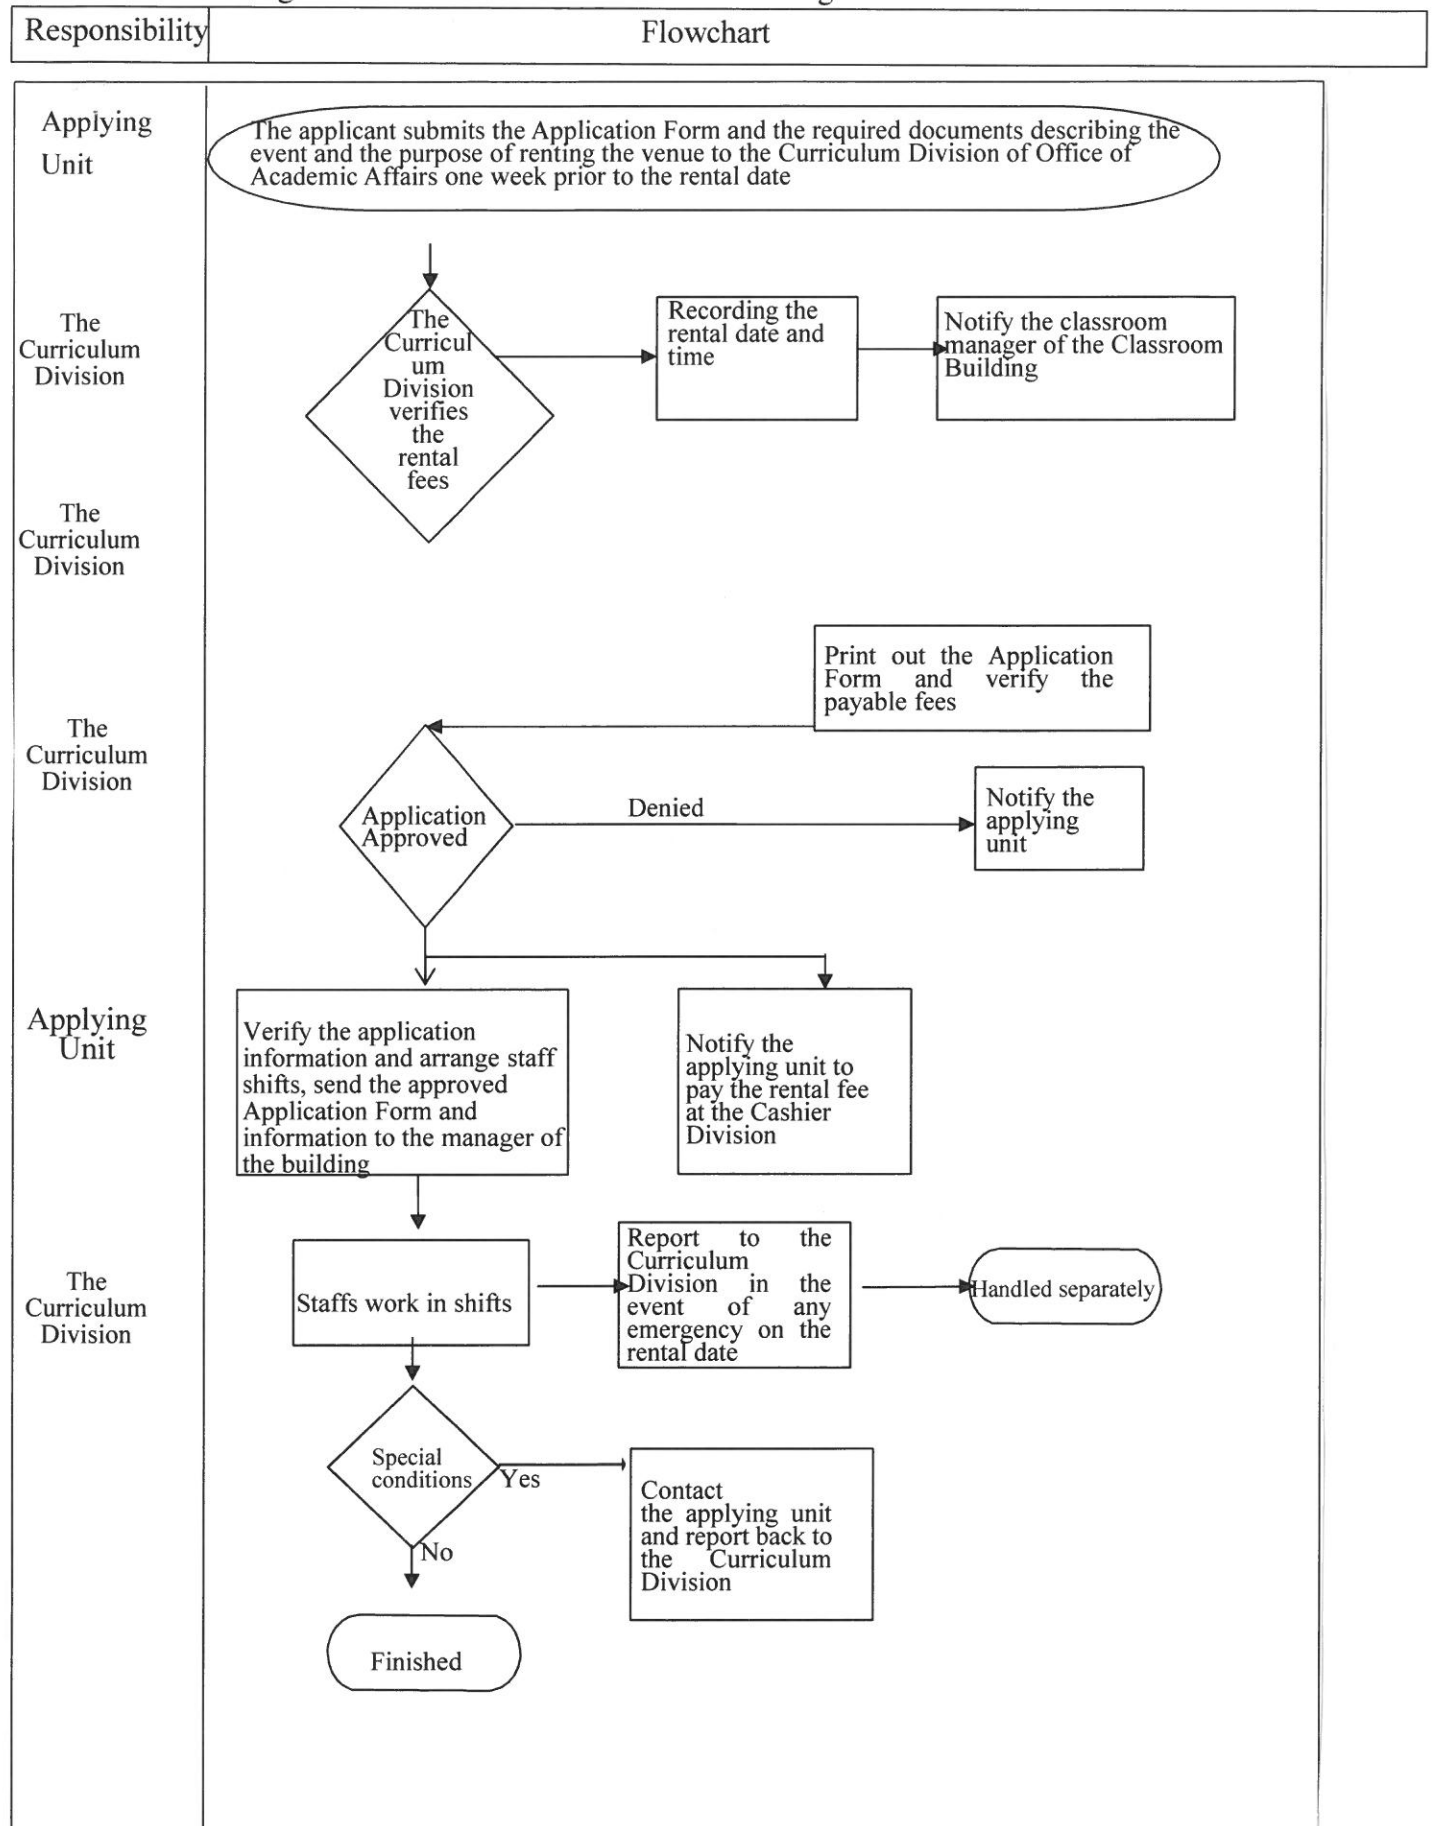 Responsibility
Flowchart
Applying
Unit
The applicant submits the Application Form and the required documents describing the
event and the purpose of renting the venue to the Curriculum Division of Office of
Academic Affairs one week prior to the rental date
The
Curriculum
Division
The
Curricul
um
Division
verifies
the
rental
fees
Recording the
rental date and
time
Notify the classroom
manager of the Classroom
Building
The
Curriculum
Division
Print out the Application
Form and verify the
payable fees
The
Curriculum
Division
Application
Approved
Denied
Notify the
applying
unit
Applying
Unit
Verify the application
information and arrange staff
shifts, send the approved
Application Form and
information to the manager of
the building
Notify the
applying unit to
pay the rental fee
at the Cashier
Division
The
Curriculum
Division
Staffs work in shifts
Report to the
Curriculum
Division in the
event of any
emergency on the
rental date
Handled separately
Special
conditions
Yes
Contact
the applying unit
and report back to
the Curriculum
Division
No
Finished